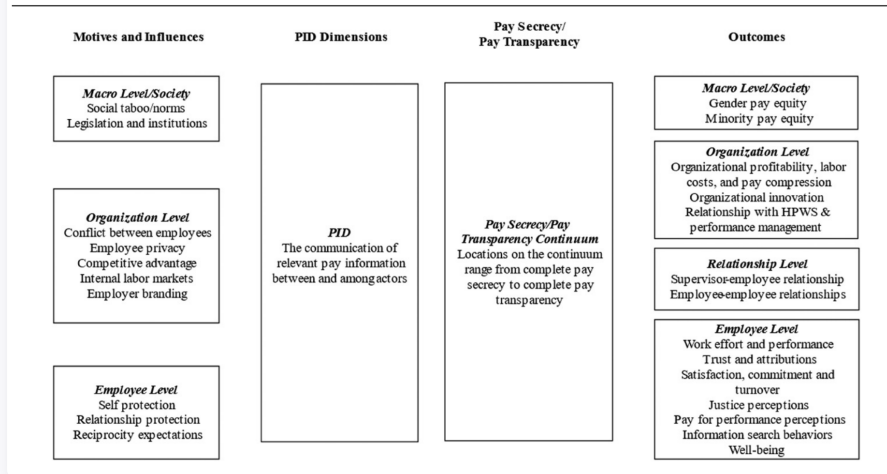 Motives and Influences
PID Dimensions
Pay Secrecy/
Pay Transparency
Outcomes
Macro Level/Society
Social taboo/norms
Legislation and institutions
Organization Level
Conflict between employees
Employee privacy
Competitive advantage
Internal labor markets
Employer branding
Employee Level
Self protection
Relationship protection
Reciprocity expectations
PID
The communication of
relevant pay information
between and among actors
Pay Secrecy/Pay
Transparency Continuum
Locations on the continuum
range from complete pay
secrecy to complete pay
transparency
Macro Level/Society
Gender pay equity
Minority pay equity
Organization Level
Organizational profitability, labor
costs, and pay compression
Organizational innovation
Relationship with HPWS &
performance management
Relationship Level
Supervisor-employee relationship
Employee-employee relationships
Employee Level
Work effort and performance
Trust and attributions
Satisfaction, commitment and
turnover
Justice perceptions
Pay for performance perceptions
Information search behaviors
Well-being